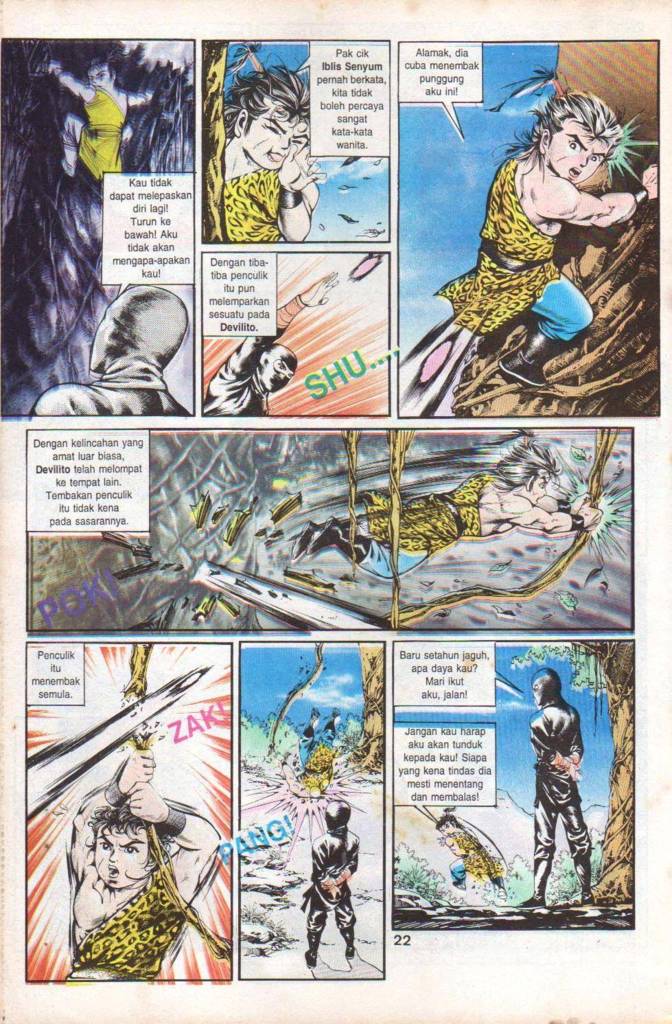 Kau tidak
dapat melepaskan
diri lagi!
Turun ke
bawah! Aku
tidak akan
mengapa-apakan
kau!
Pak cik
Iblis Senyum
pernah berkata,
kita tidak
boleh percaya
sangat
kata-kata
wanita.
Dengan tiba-
tiba penculik
itu pun
melemparkan
sesuatu pada
Devilito.
SHU....
Alamak, dia
cuba menembak
punggung
aku ini!
Dengan kelincahan yang
amat luar biasa,
Devilito telah melompat
ke tempat lain.
Tembakan penculik
itu tidak kena
pada sasarannya.
POK!
Penculik
itu
menembak
semula.
ZAK!
PANG!
Baru setahun jaguh,
apa daya kau?
Mari ikut
aku, jalan!
Jangan kau harap
aku akan tunduk
kepada kau! Siapa
yang kena tindas dia
mesti menentang
dan membalas!
22